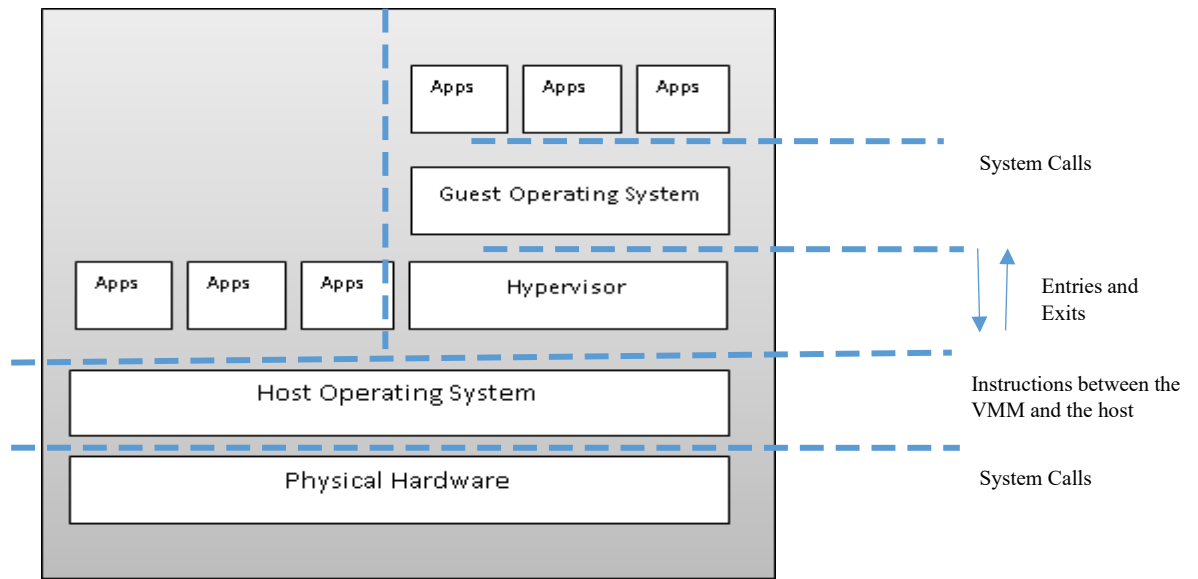 Apps Apps Apps
System Calls
Guest Operating System
Apps Apps Apps
Hypervisor
Entries and
Exits
Host Operating System
Instructions between the
VMM and the host
Physical Hardware
System Calls